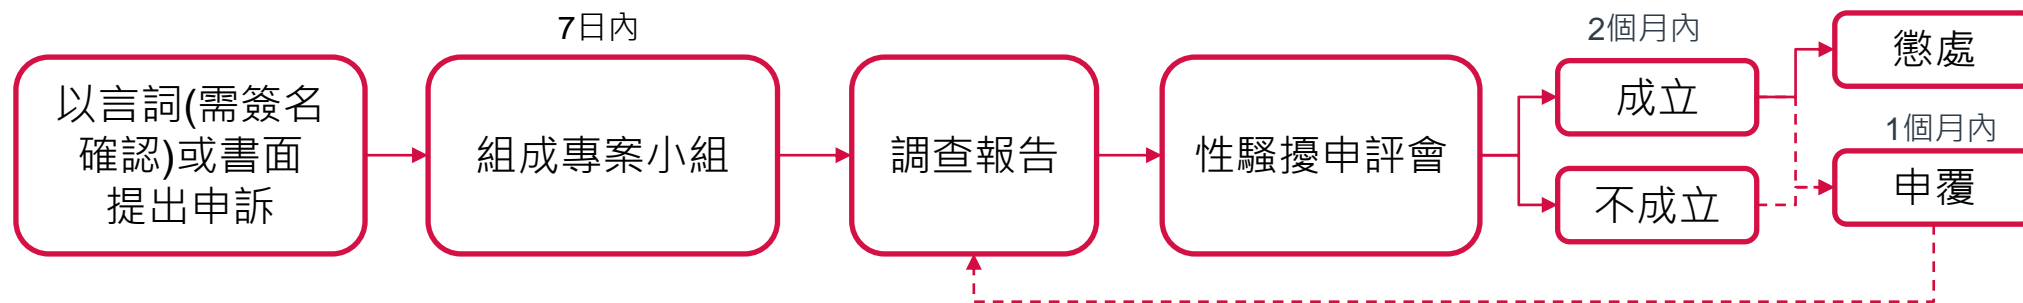 以言詞(需簽名
確認)或書面
提出申訴
7日內
組成專案小組
調查報告
性騷擾申評會
2個月內
成立
不成立
懲處
1個月內
申覆